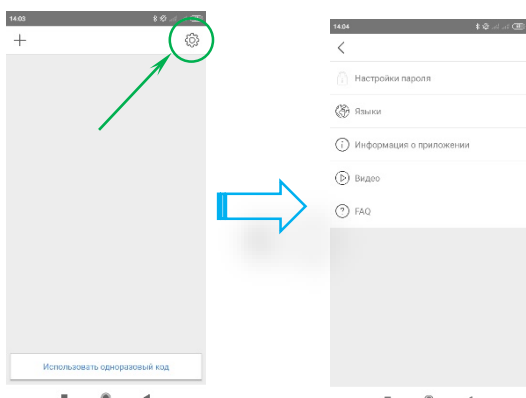 14:03
Использовать одноразовый код
14:04
Настройки пароля
Языки
Информация о приложении
Видео
FAQ